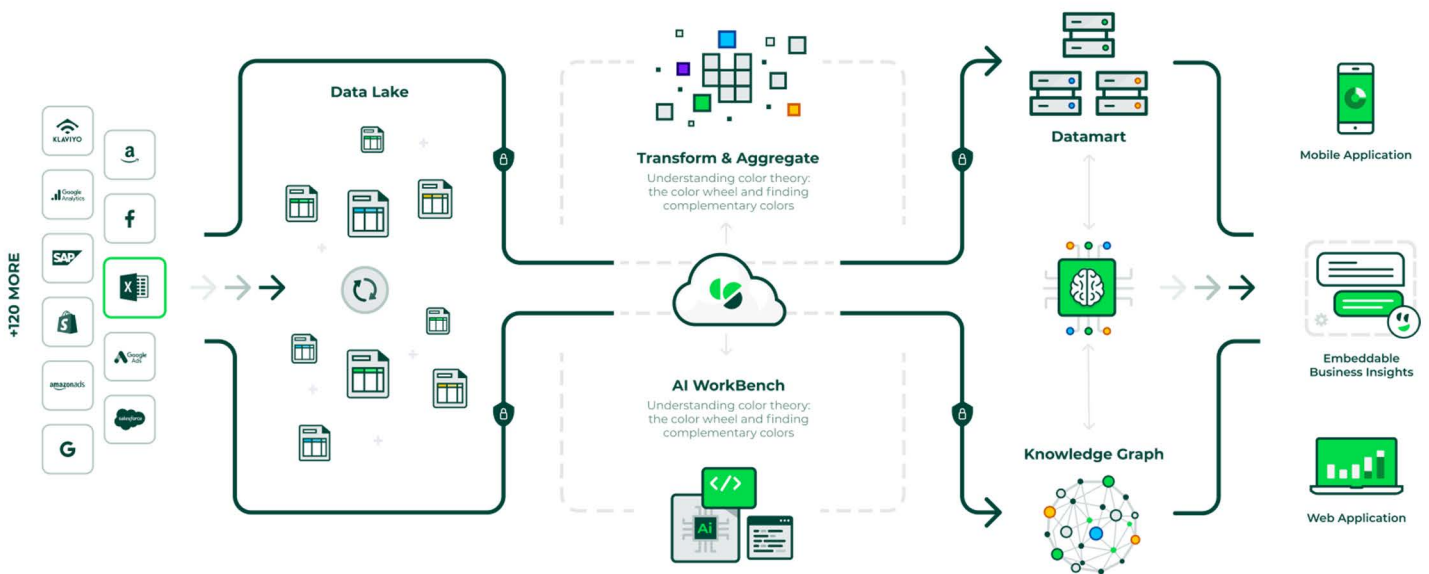 +120 MORE
KLAVIYO
a
Google
Analytics
f
SAP
X
S
Google
Ads
amazonads
salesforce
G
Data Lake
Transform & Aggregate
Understanding color theory:
the color wheel and finding
complementary colors
AI WorkBench
Understanding color theory:
the color wheel and finding
complementary colors
</>
Ai
Datamart
Knowledge Graph
Mobile Application
Embeddable
Business Insights
Web Application